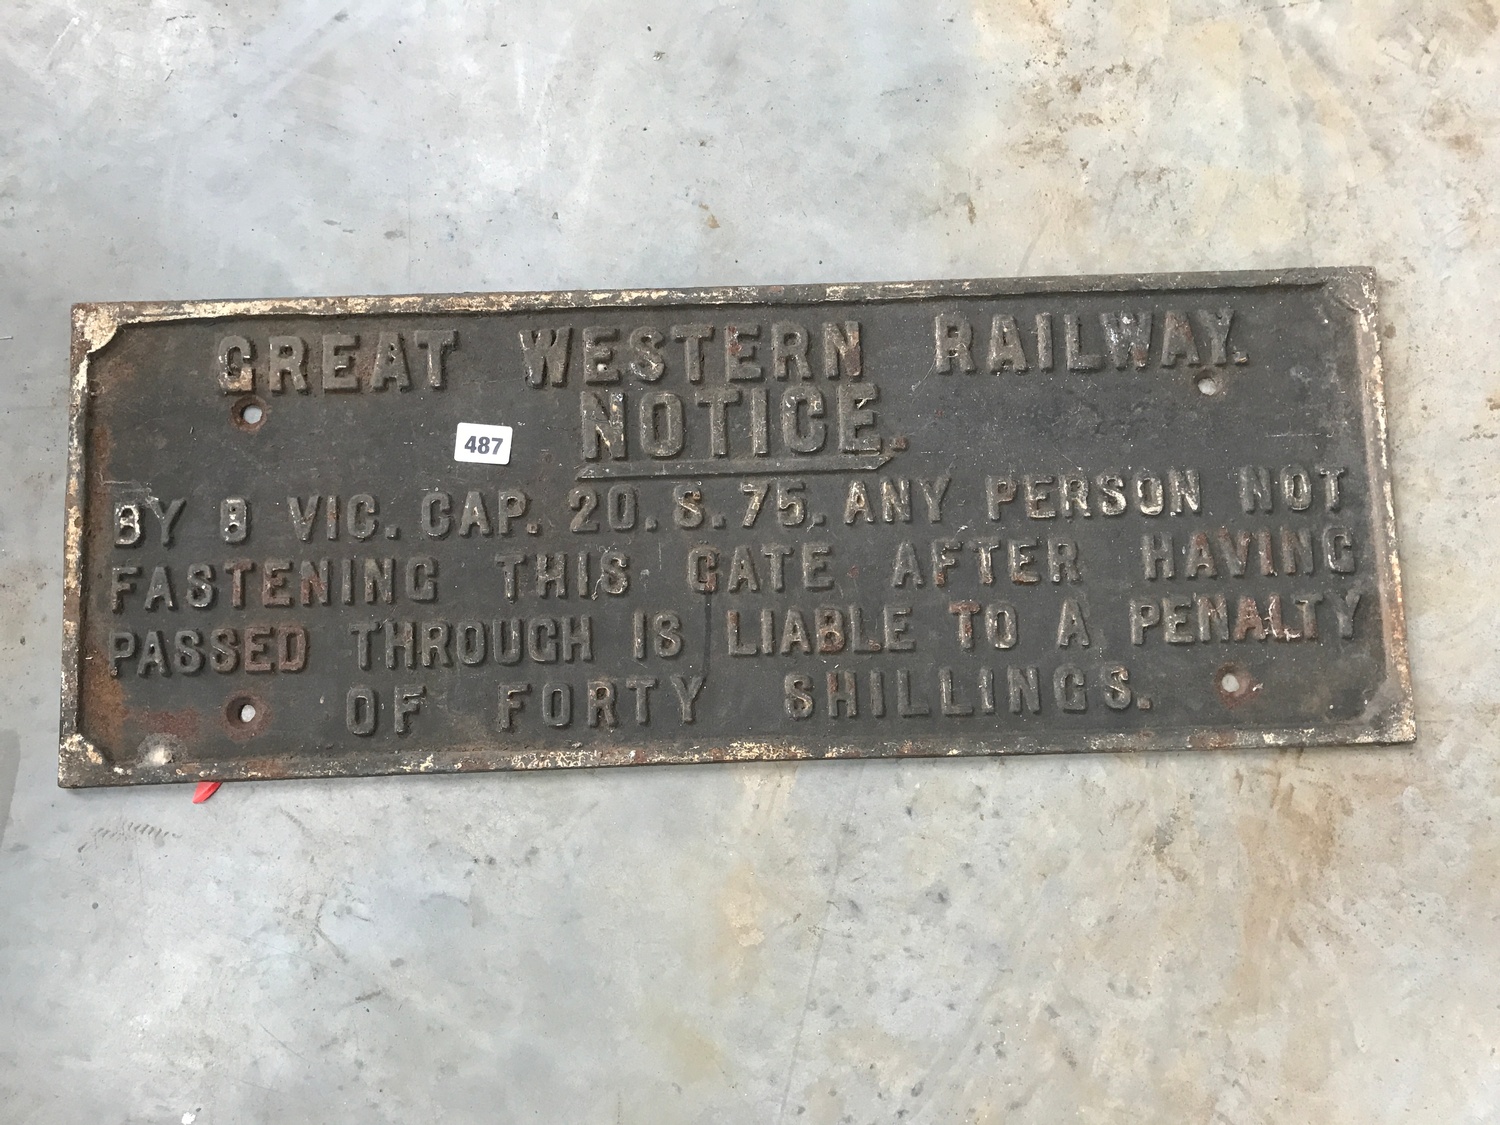 GREAT WESTERN RAILWAY.
NOTICE.
487
BY 8 VIC. CAP. 20. S. 75. ANY PERSON NOT
FASTENING THIS GATE AFTER HAVING
PASSED THROUGH IS LIABLE TO A PENALTY
OF FORTY SHILLINGS.